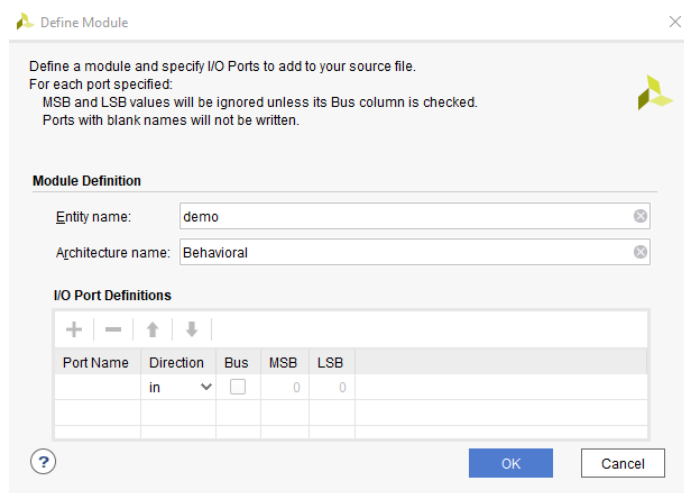 Define Module
Define a module and specify I/O Ports to add to your source file.
For each port specified:
MSB and LSB values will be ignored unless its Bus column is checked.
Ports with blank names will not be written.
Module Definition
Entity name: demo
Architecture name: Behavioral
I/O Port Definitions
Port Name Direction Bus MSB LSB
in 0 0
? OK Cancel